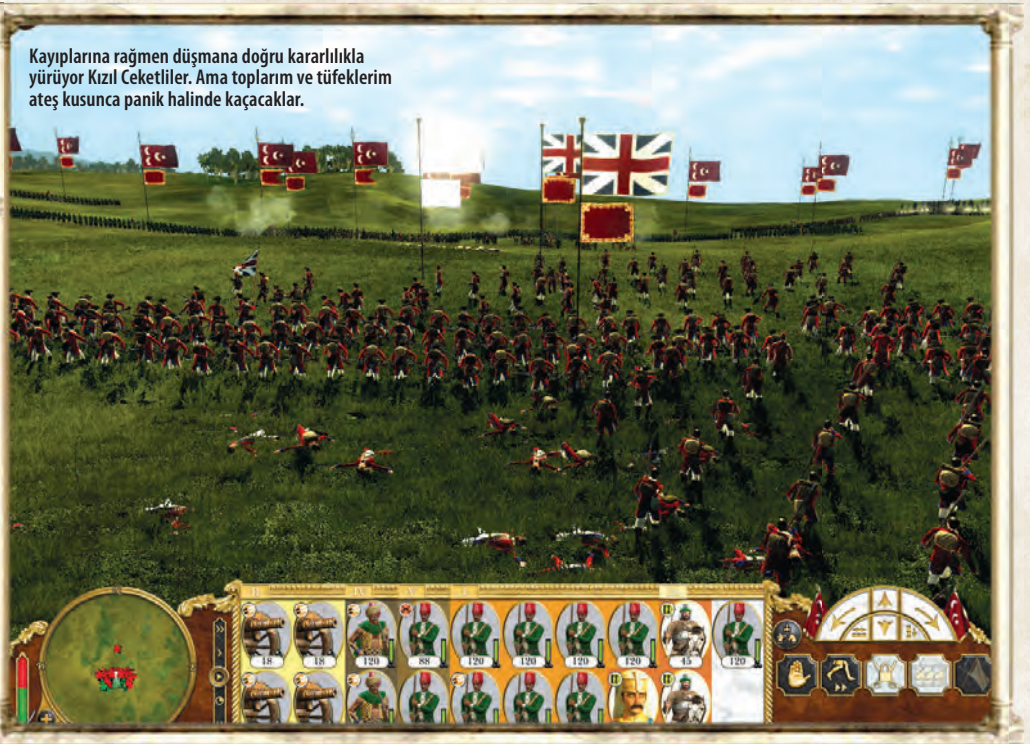 Kayıplarına rağmen düşmana doğru kararlılıkla
yürüyor Kızıl Ceketliler. Ama toplarım ve tüfeklerim
ateş kusunca panik halinde kaçacaklar.
18 18 120 88 120 120 120 120 45 120